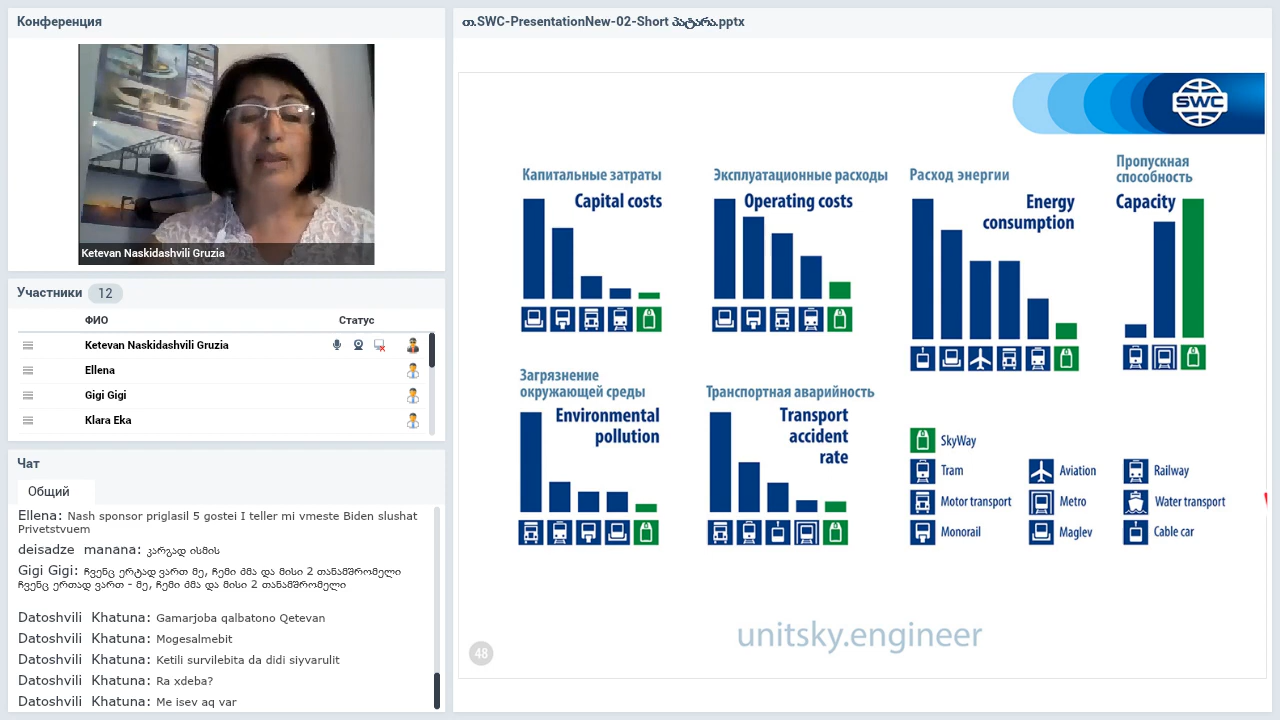 Конференция
Ketevan Naskidashvili Gruzia
Участники 12
ФИО Статус
Ketevan Naskidashvili Gruzia
Ellena
Gigi Gigi
Klara Eka
Чат
Общий
Ellena: Nash sponsor priglasil 5 gostei I teller mi vmeste Biden slushat
Privetstvuem
deisadze manana: კარგად ისმის
Gigi Gigi: ჩვენც ერტად ვართ მე, ჩემი ძმა და მისი 2 თანამშრომელი
ჩვენც ერთად ვართ - მე, ჩემი ძმა და მისი 2 თანამშრომელი
Datoshvili Khatuna: Gamarjoba qalbatono Qetevan
Datoshvili Khatuna: Mogesalmebit
Datoshvili Khatuna: Ketili survilebita da didi siyvarulit
Datoshvili Khatuna: Ra xdeba?
Datoshvili Khatuna: Me isev aq var
თ.SWC-PresentationNew-02-Short პატარა.pptx
SWC
Капитальные затраты
Capital costs
Эксплуатационные расходы
Operating costs
Расход энергии
Energy
consumption
Пропускная
способность
Capacity
Загрязнение
окружающей среды
Environmental
pollution
Транспортная аварийность
Transport
accident
rate
SkyWay
Tram Aviation Railway
Motor transport Metro Water transport
Monorail Maglev Cable car
unitsky.engineer
48